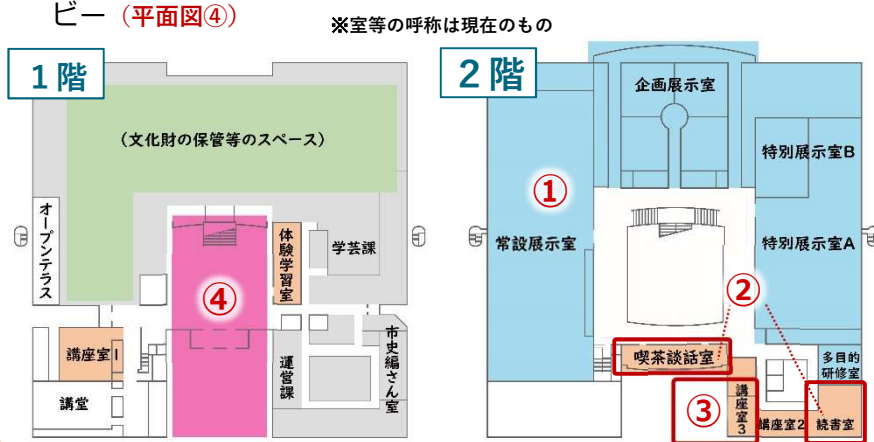 ビー（平面図④）
※室等の呼称は現在のもの
1階
（文化財の保管等のスペース）
オープンテラス
体験学習室
学芸課
④
講座室1
講堂
運営課
市史編さん室
2階
企画展示室
特別展示室B
①
常設展示室
特別展示室A
②
喫茶談話室
多目的
研修室
③
講座室3
講座室2
読書室